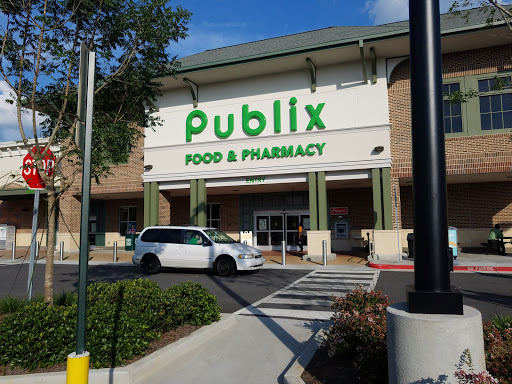 Publix
FOOD & PHARMACY
ENTRY
STOP